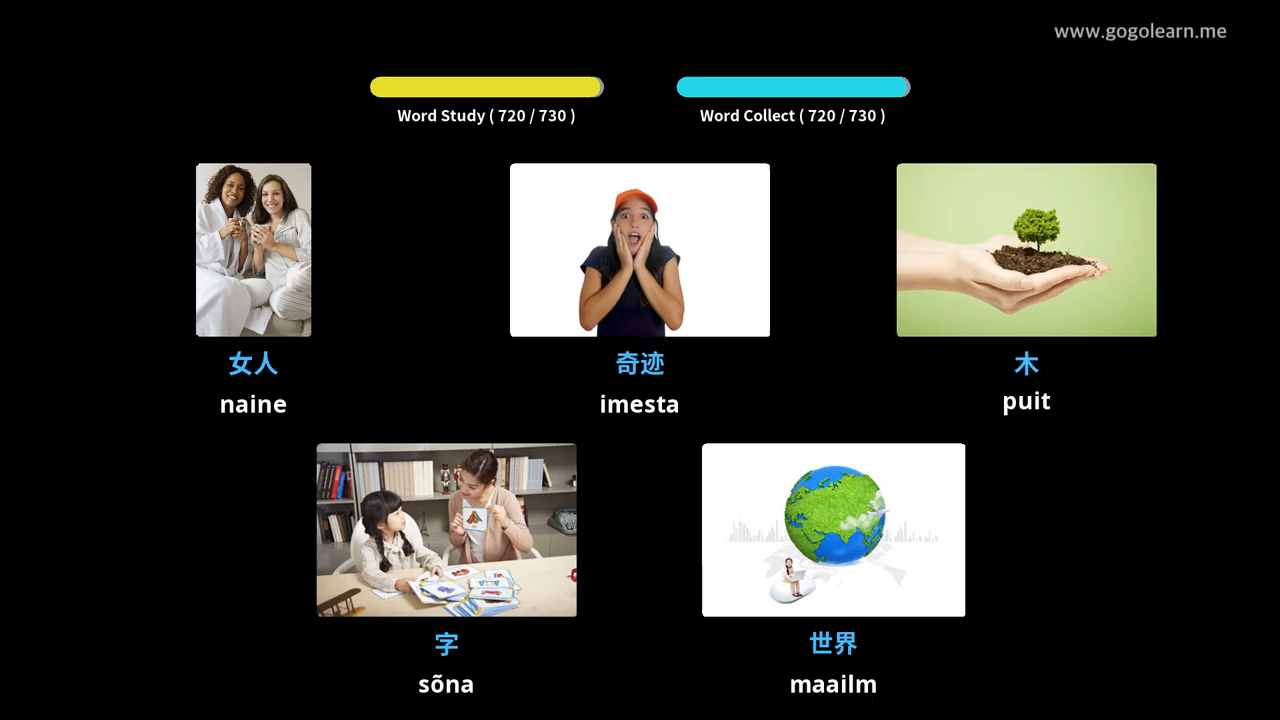 www.gogolearn.me
Word Study ( 720 / 730 )
Word Collect ( 720 / 730 )
女人
奇迹
木
naine
imesta
puit
字
世界
sõna
maailm